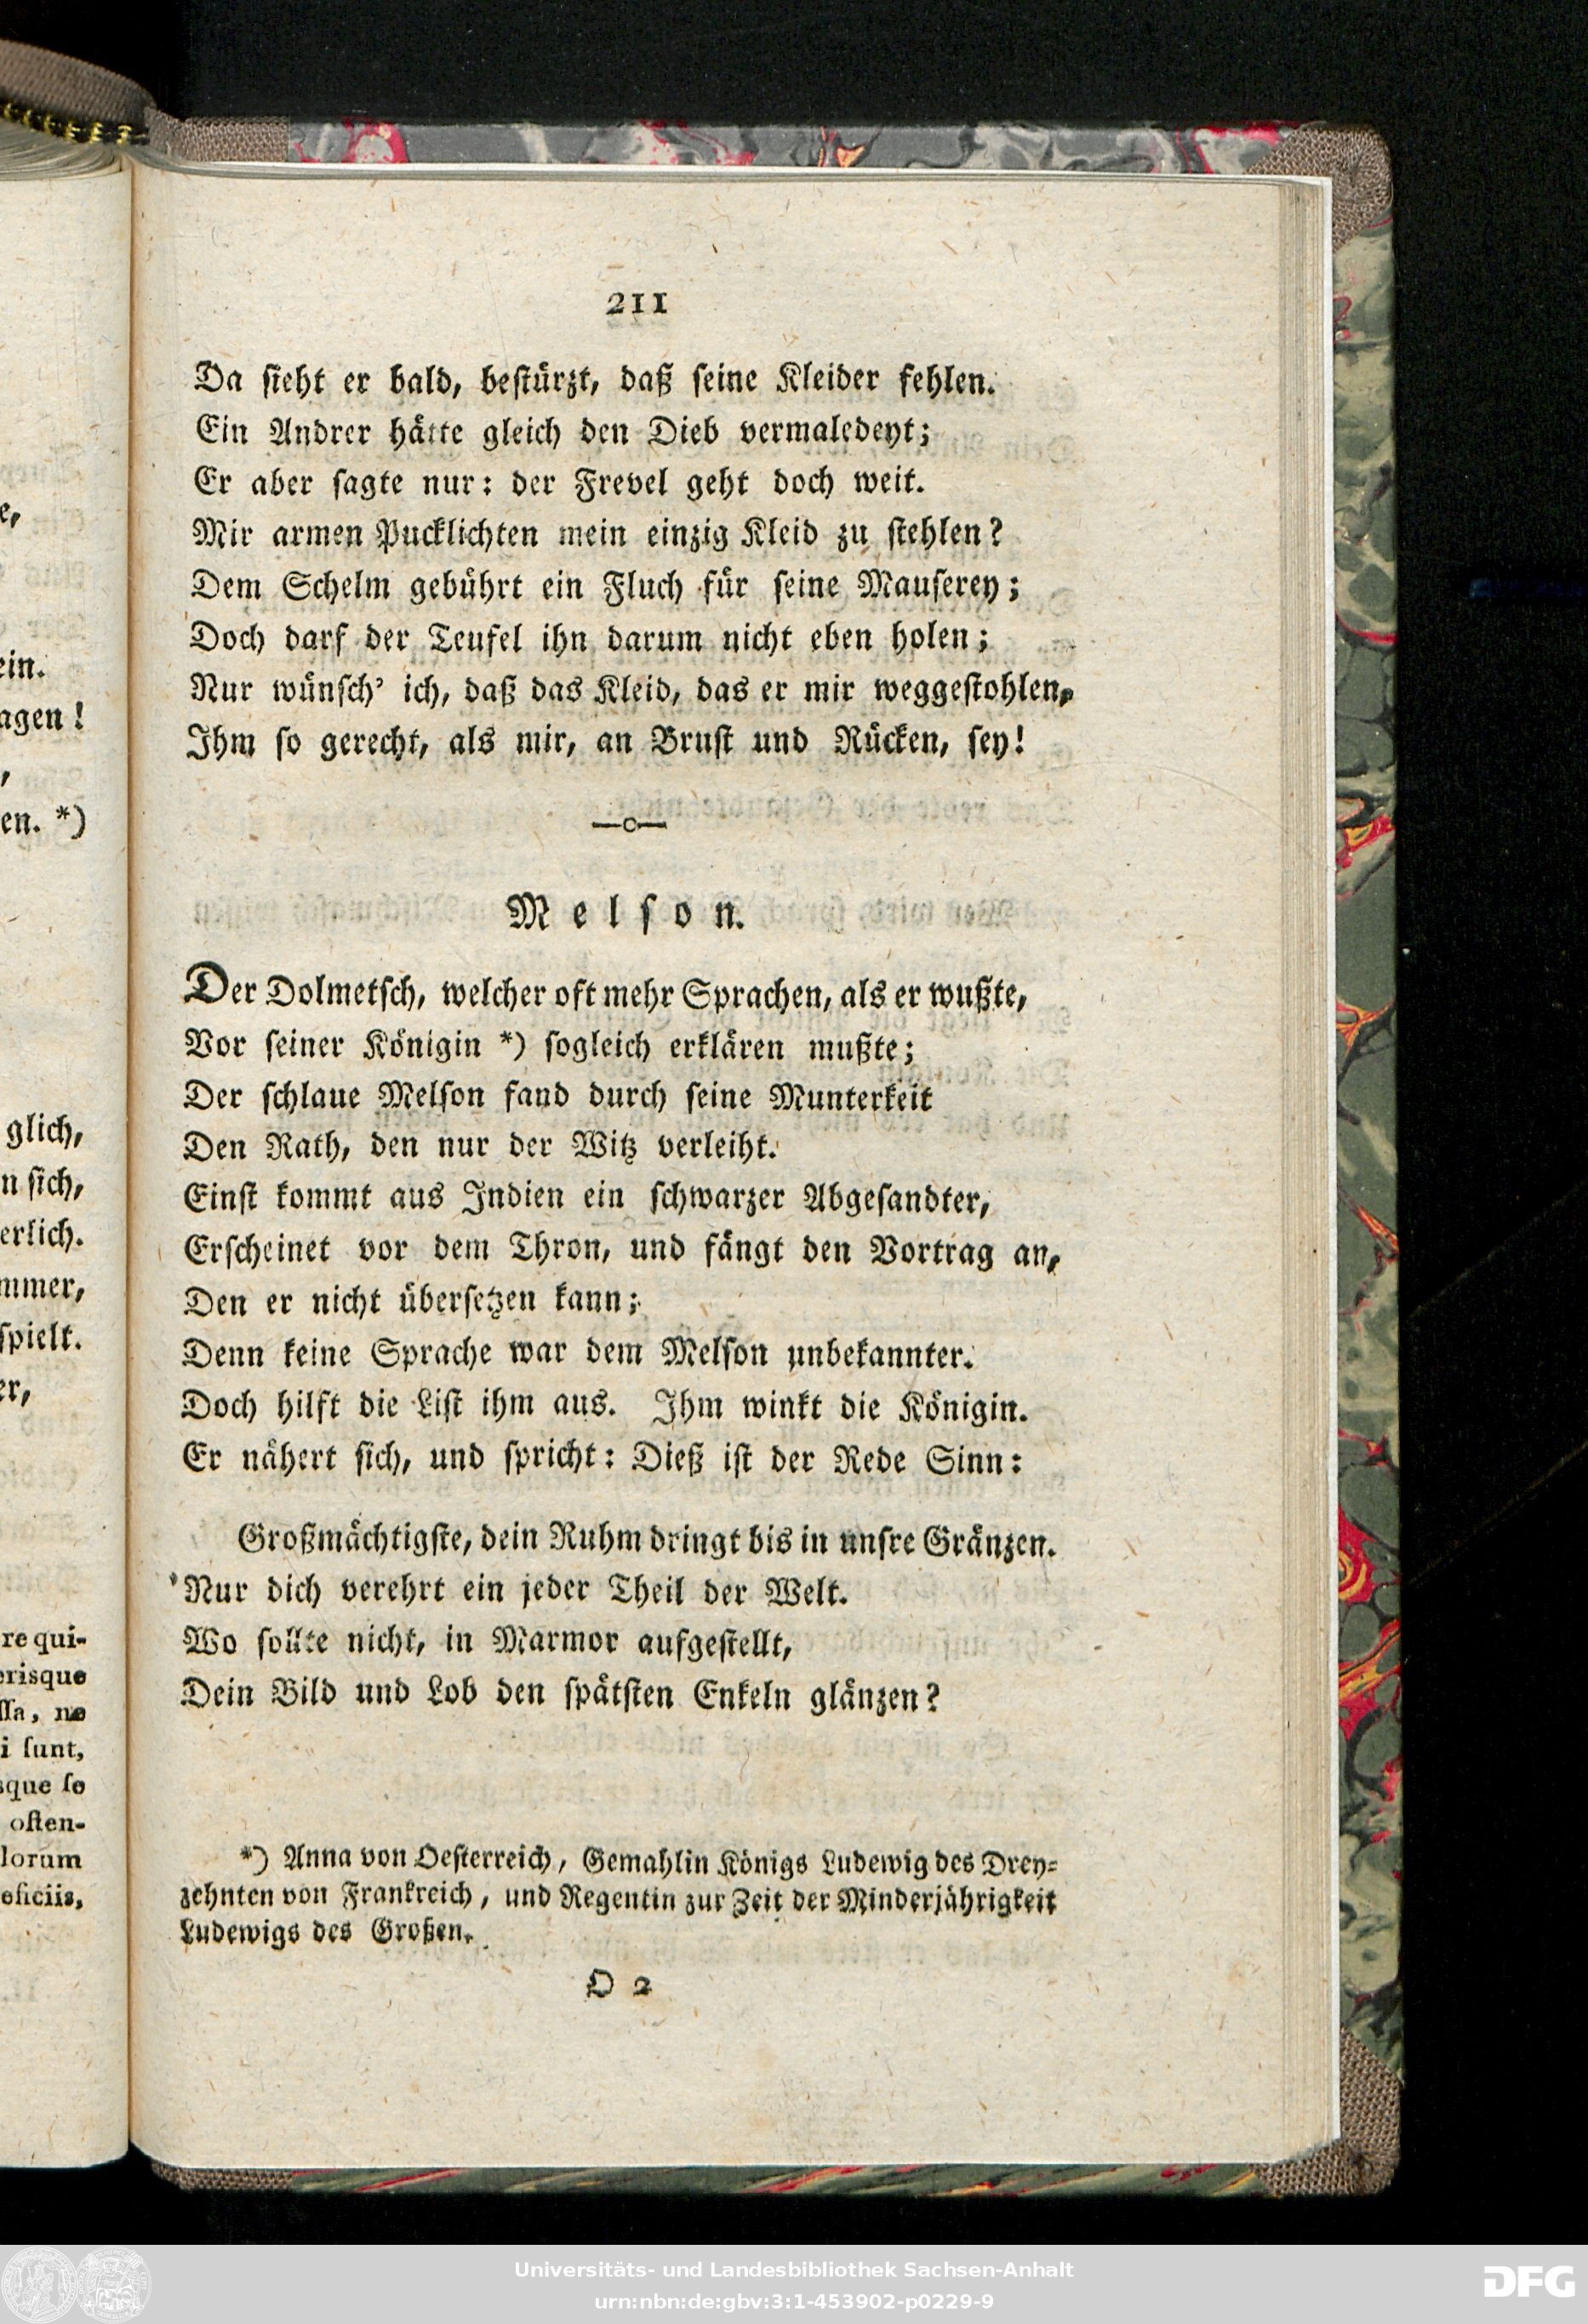 211
Da sieht er bald, bestürzt, daß seine Kleider fehlen.
Ein Andrer hätte gleich den Dieb vermaledeyt;
Er aber sagte nur: der Frevel geht doch weit.
Mir armen Pucklichten mein einzig Kleid zu stehlen?
Dem Schelm gebührt ein Fluch für seine Mauserey;
Doch darf der Teufel ihn darum nicht eben holen;
Nur wünsch' ich, daß das Kleid, das er mir weggestohlen,
Ihm so gerecht, als mir, an Brust und Rücken, sey!
Melson.
Der Dolmetsch, welcher oft mehr Sprachen, als er wußte,
Vor seiner Königin *) sogleich erklären mußte;
Der schlaue Melson fand durch seine Munterkeit
Den Rath, den nur der Witz verleiht.
Einst kommt aus Indien ein schwarzer Abgesandter,
Erscheinet vor dem Thron, und fängt den Vortrag an,
Den er nicht übersetzen kann;
Denn keine Sprache war dem Melson unbekannter.
Doch hilft die List ihm aus. Ihm winkt die Königin.
Er nähert sich, und spricht: Dieß ist der Rede Sinn:
Großmächtigste, dein Ruhm dringt bis in unsre Gränzen.
Nur dich verehrt ein jeder Theil der Welt.
Wo sollte nicht, in Marmor aufgestellt,
Dein Bild und Lob den spätsten Enkeln glänzen?
*) Anna von Oesterreich, Gemahlin Königs Ludewig des Drey-
zehnten von Frankreich, und Regentin zur Zeit der Minderjährigkeit
Ludewigs des Großen.
O 2
Universitäts- und Landesbibliothek Sachsen-Anhalt
urn:nbn:de:gbv:3:1-453902-p0229-9
DFG